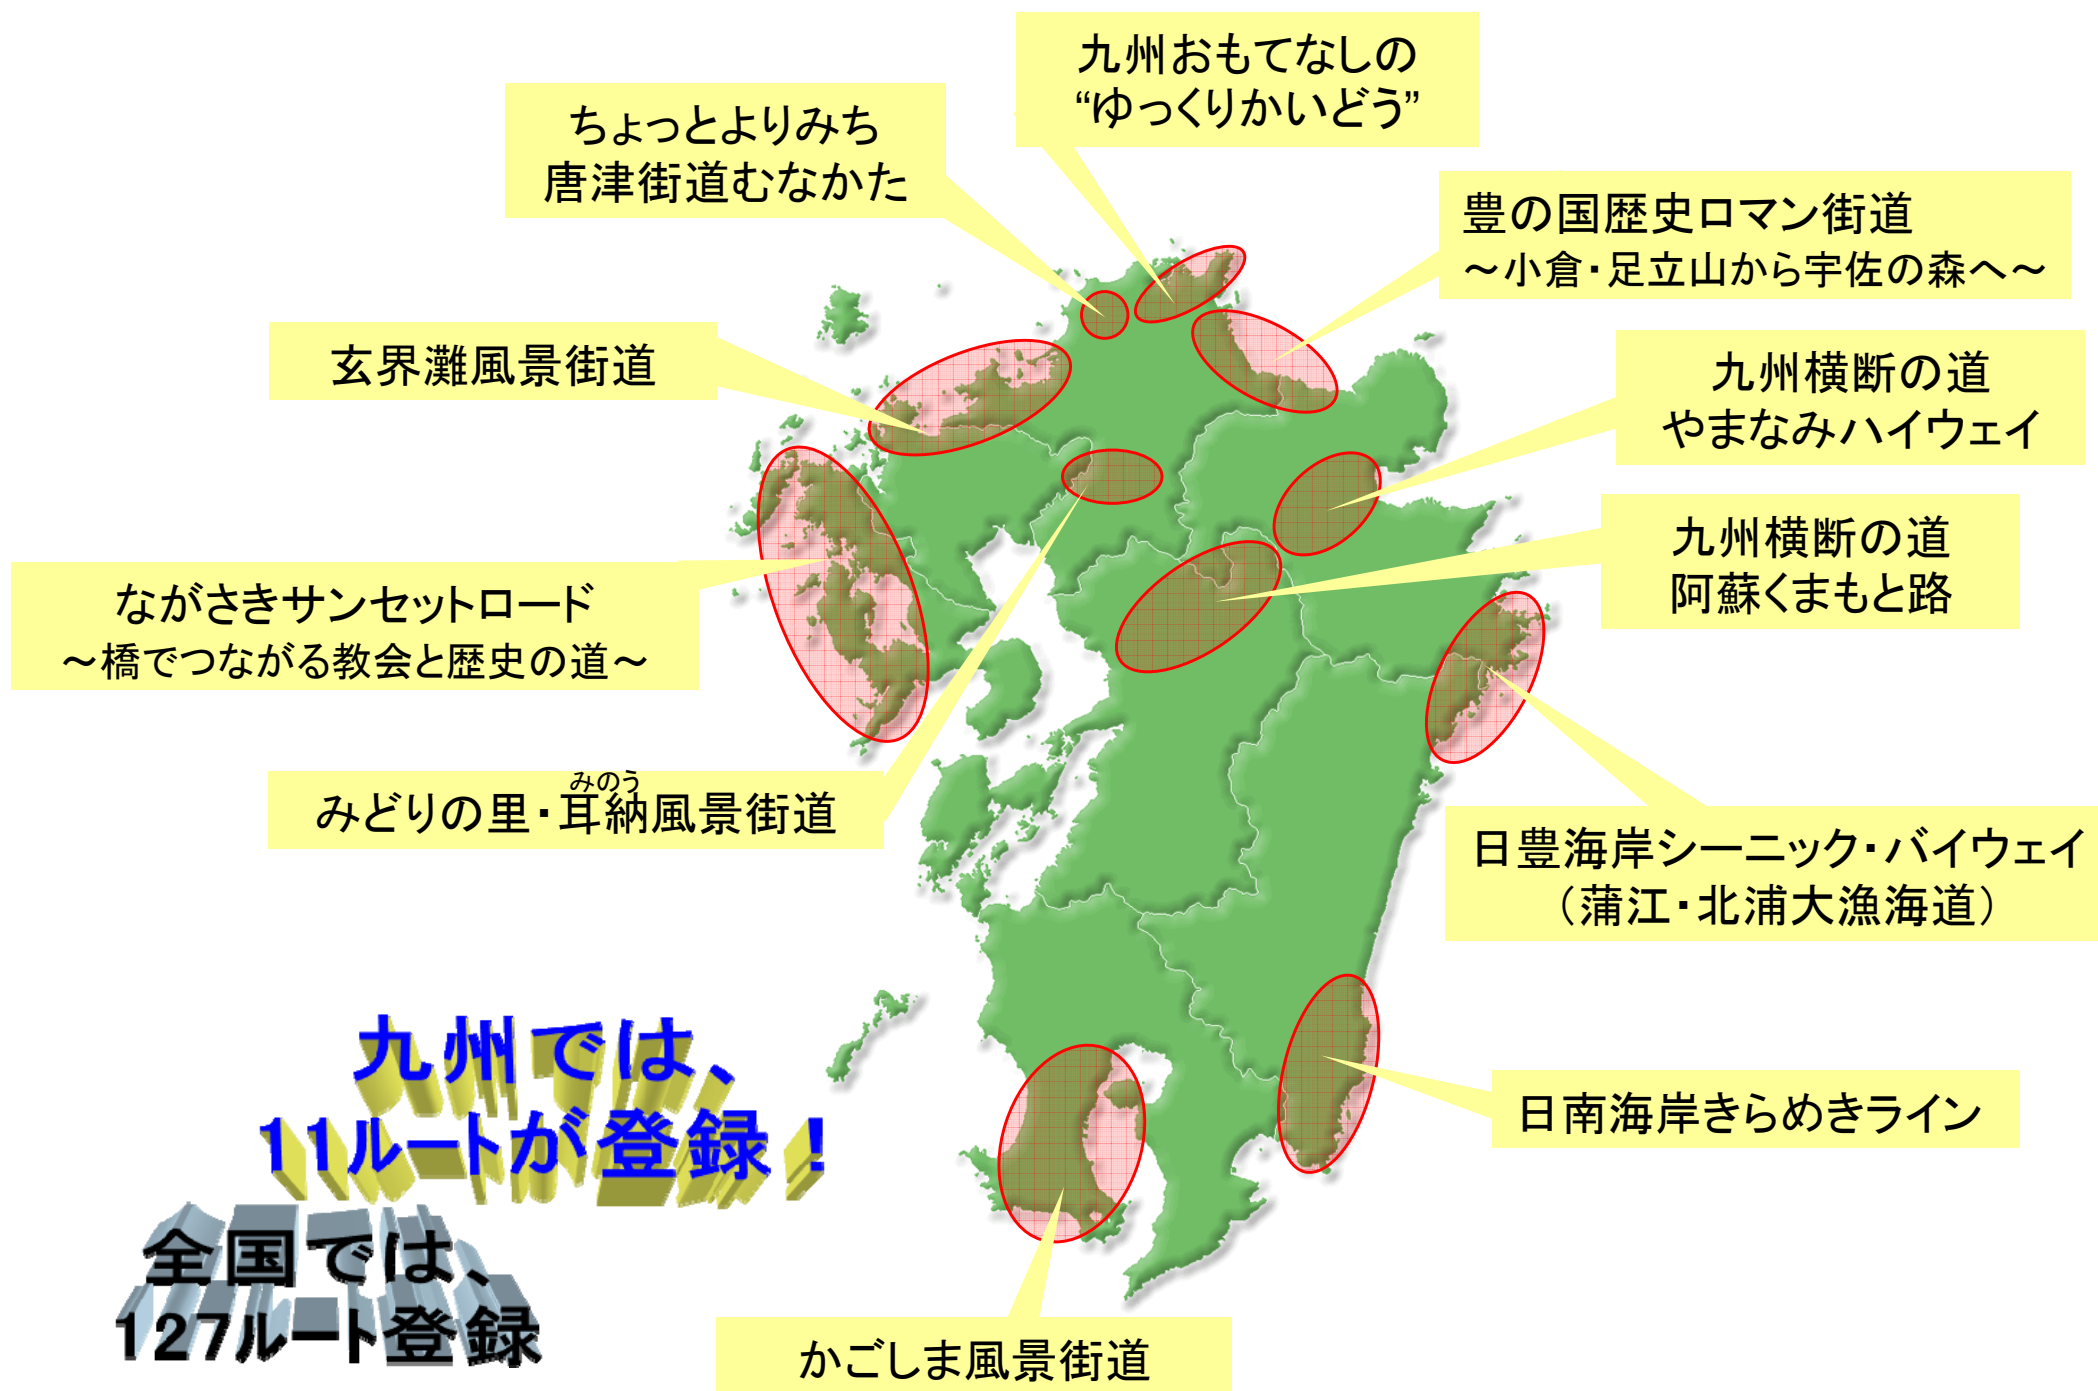 九州おもてなしの
“ゆっくりかいどう”
ちょっとよりみち
唐津街道むなかた
豊の国歴史ロマン街道
～小倉・足立山から宇佐の森へ～
玄界灘風景街道
九州横断の道
やまなみハイウェイ
九州横断の道
阿蘇くまもと路
ながさきサンセットロード
～橋でつながる教会と歴史の道～
みのう
みどりの里・耳納風景街道
日豊海岸シーニック・バイウェイ
（蒲江・北浦大漁海道）
九州では、
11ルートが登録！
日南海岸きらめきライン
全国では、
127ルート登録
かごしま風景街道